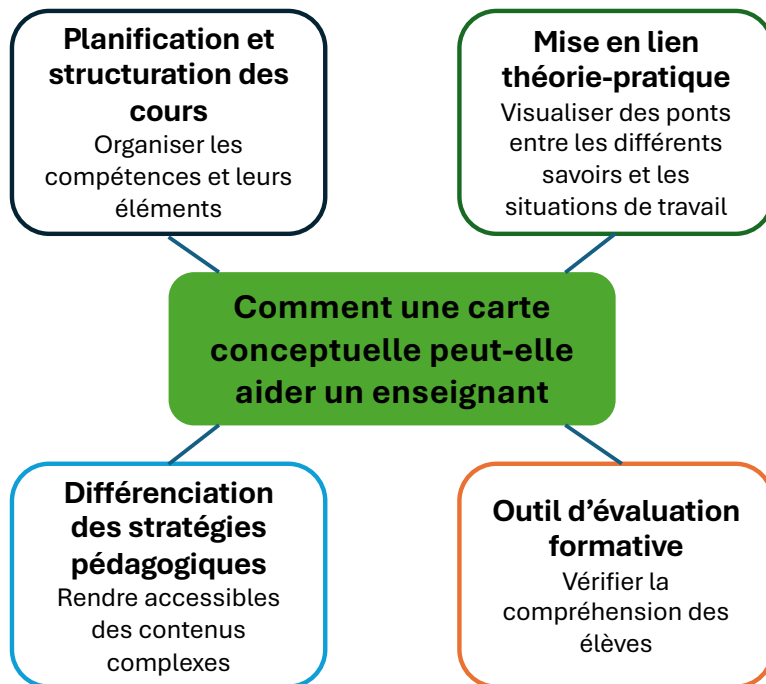 Planification et
structuration des
cours
Organiser les
compétences et leurs
éléments
Mise en lien
théorie-pratique
Visualiser des ponts
entre les différents
savoirs et les
situations de travail
Comment une carte
conceptuelle peut-elle
aider un enseignant
Différenciation
des stratégies
pédagogiques
Rendre accessibles
des contenus
complexes
Outil d’évaluation
formative
Vérifier la
compréhension des
élèves